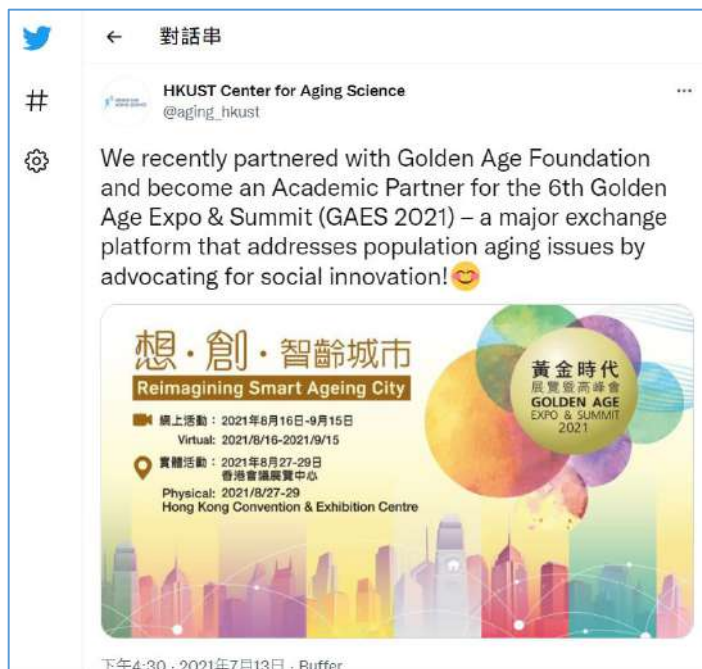 對話串
HKUST Center for Aging Science
@aging_hkust
We recently partnered with Golden Age Foundation
and become an Academic Partner for the 6th Golden
Age Expo & Summit (GAES 2021) – a major exchange
platform that addresses population aging issues by
advocating for social innovation!😊
想·創·智齡城市
Reimagining Smart Ageing City
網上活動：2021年8月16日-9月15日
Virtual: 2021/8/16-2021/9/15
實體活動：2021年8月27-29日
香港會議展覽中心
Physical: 2021/8/27-29
Hong Kong Convention & Exhibition Centre
黃金時代
展覽暨高峰會
GOLDEN AGE
EXPO & SUMMIT
2021
下午4:30 · 2021年7月13日 · Buffer